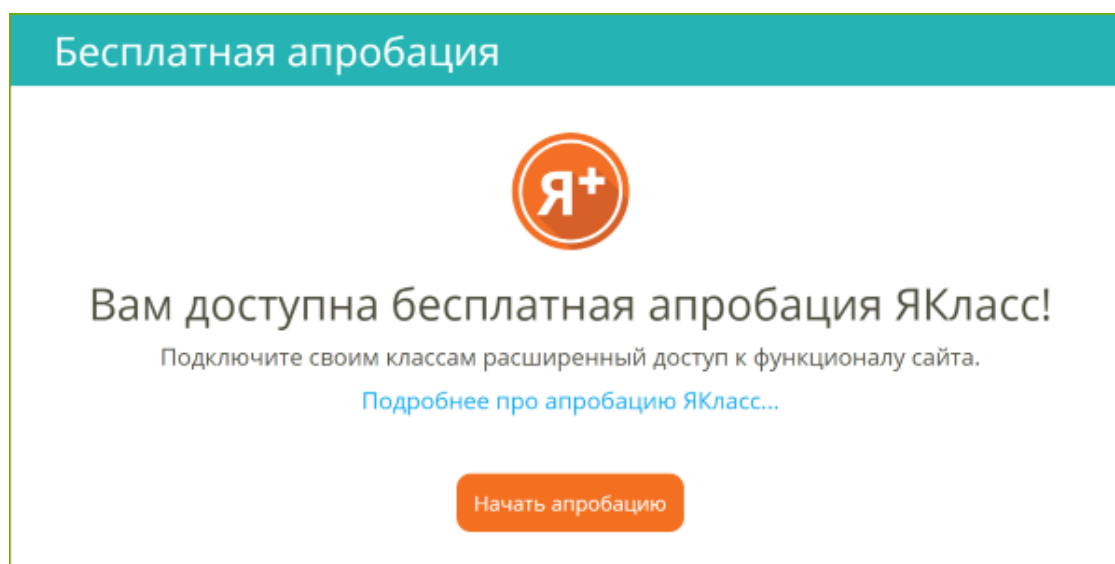 Бесплатная апробация
Я+
Вам доступна бесплатная апробация ЯКласс!
Подключите своим классам расширенный доступ к функционалу сайта.
Подробнее про апробацию ЯКласс...
Начать апробацию